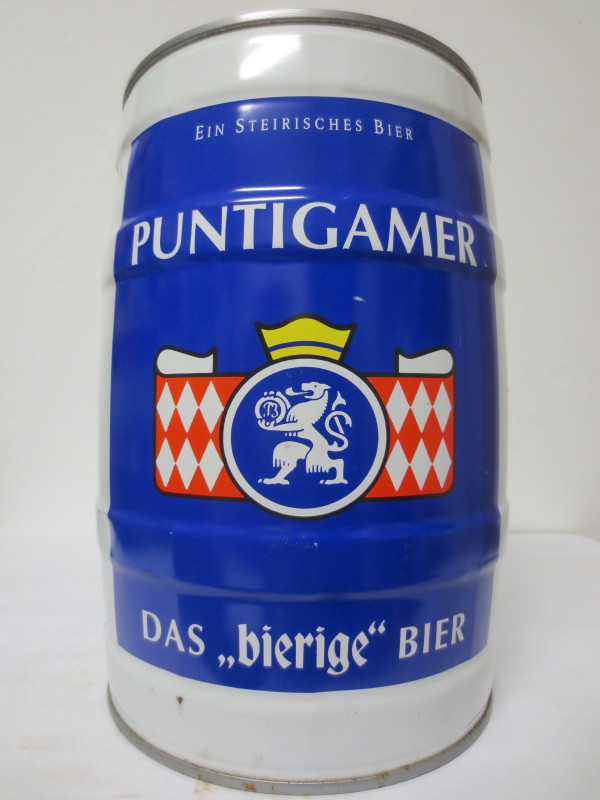 EIN STEIRISCHES BIER
PUNTIGAMER
DAS „bierige“ BIER